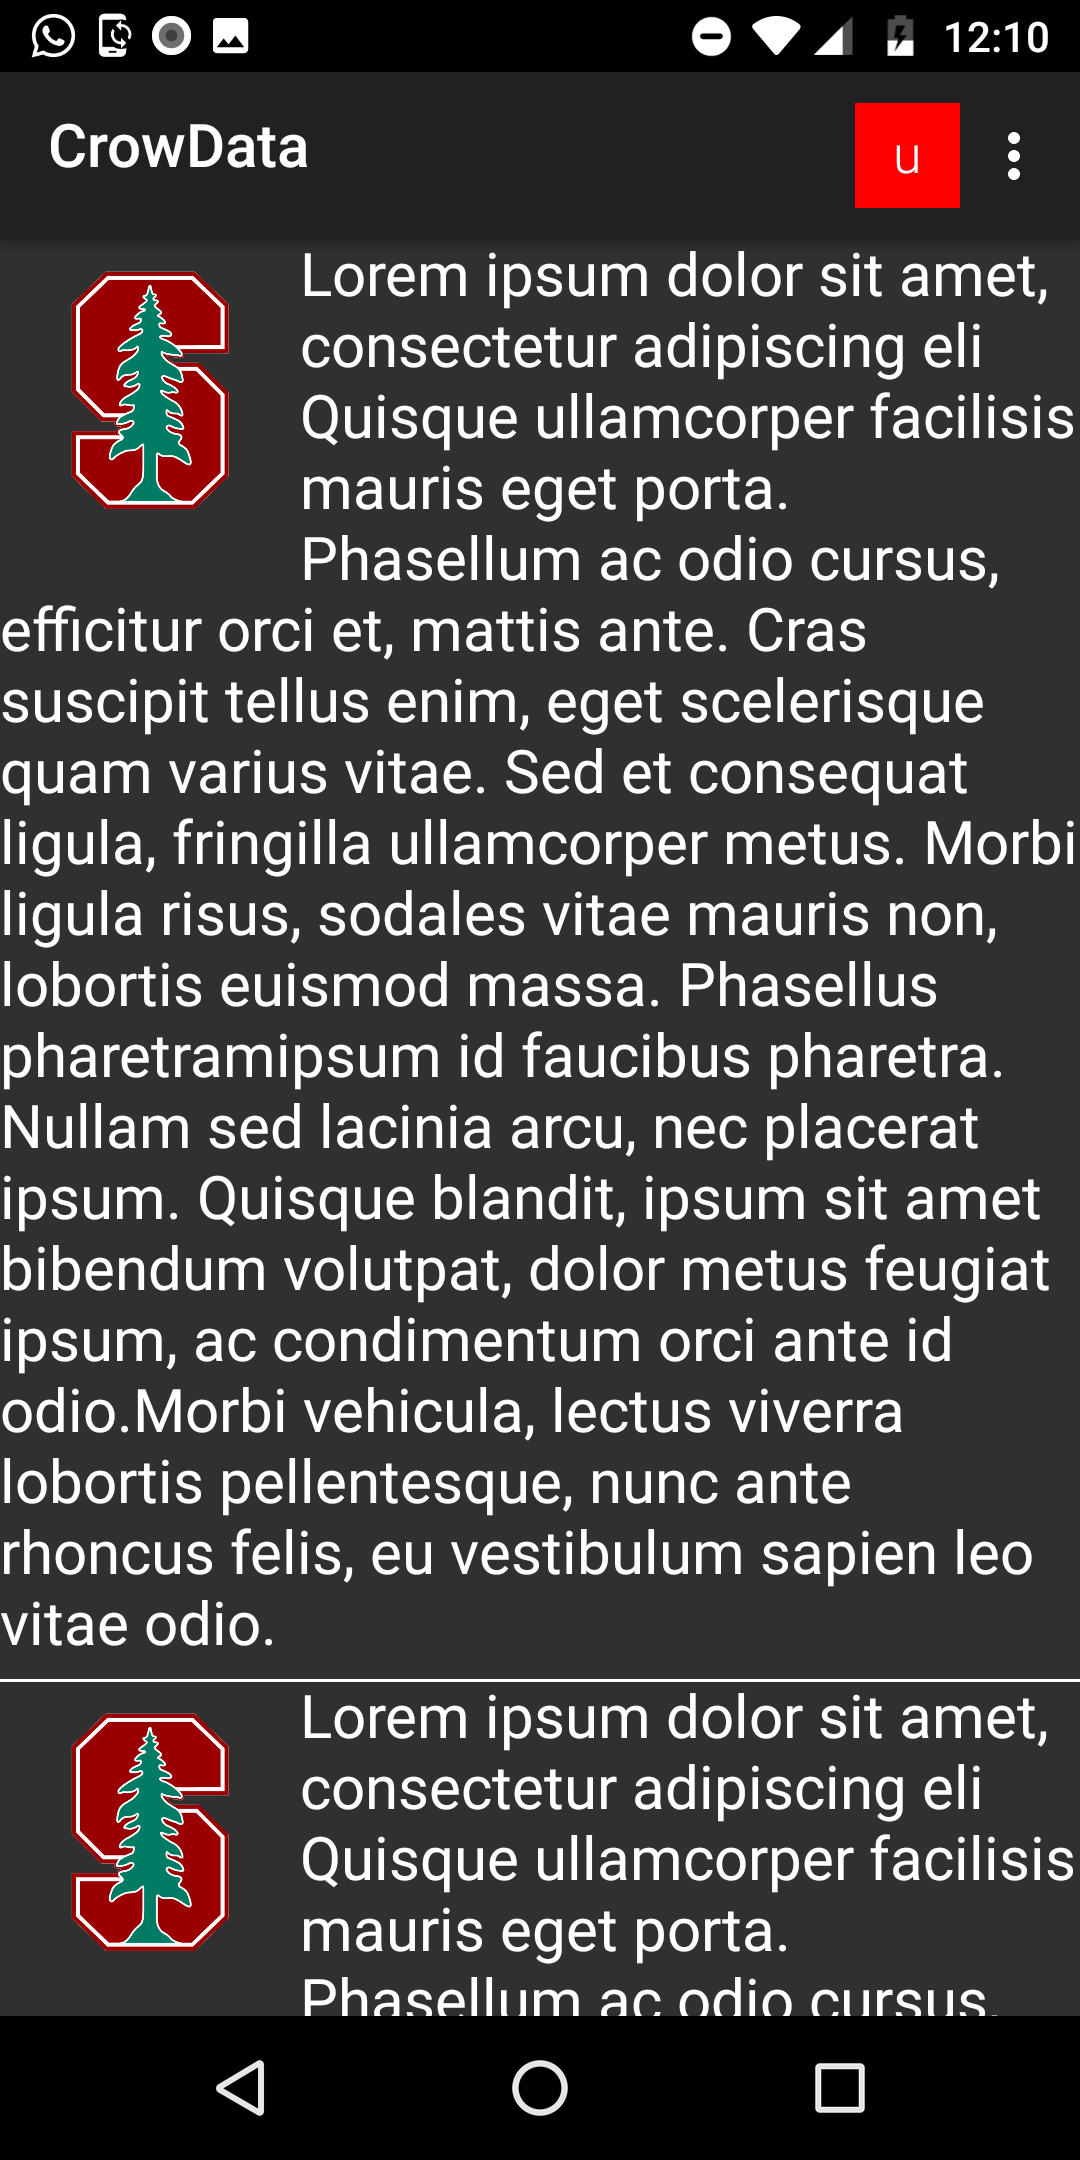 12:10
CrowData
u
Lorem ipsum dolor sit amet,
consectetur adipiscing eli
Quisque ullamcorper facilisis
mauris eget porta.
Phasellum ac odio cursus,
efficitur orci et, mattis ante. Cras
suscipit tellus enim, eget scelerisque
quam varius vitae. Sed et consequat
ligula, fringilla ullamcorper metus. Morbi
ligula risus, sodales vitae mauris non,
lobortis euismod massa. Phasellus
pharetramipsum id faucibus pharetra.
Nullam sed lacinia arcu, nec placerat
ipsum. Quisque blandit, ipsum sit amet
bibendum volutpat, dolor metus feugiat
ipsum, ac condimentum orci ante id
odio.Morbi vehicula, lectus viverra
lobortis pellentesque, nunc ante
rhoncus felis, eu vestibulum sapien leo
vitae odio.
Lorem ipsum dolor sit amet,
consectetur adipiscing eli
Quisque ullamcorper facilisis
mauris eget porta.
Phasellum ac odio cursus,